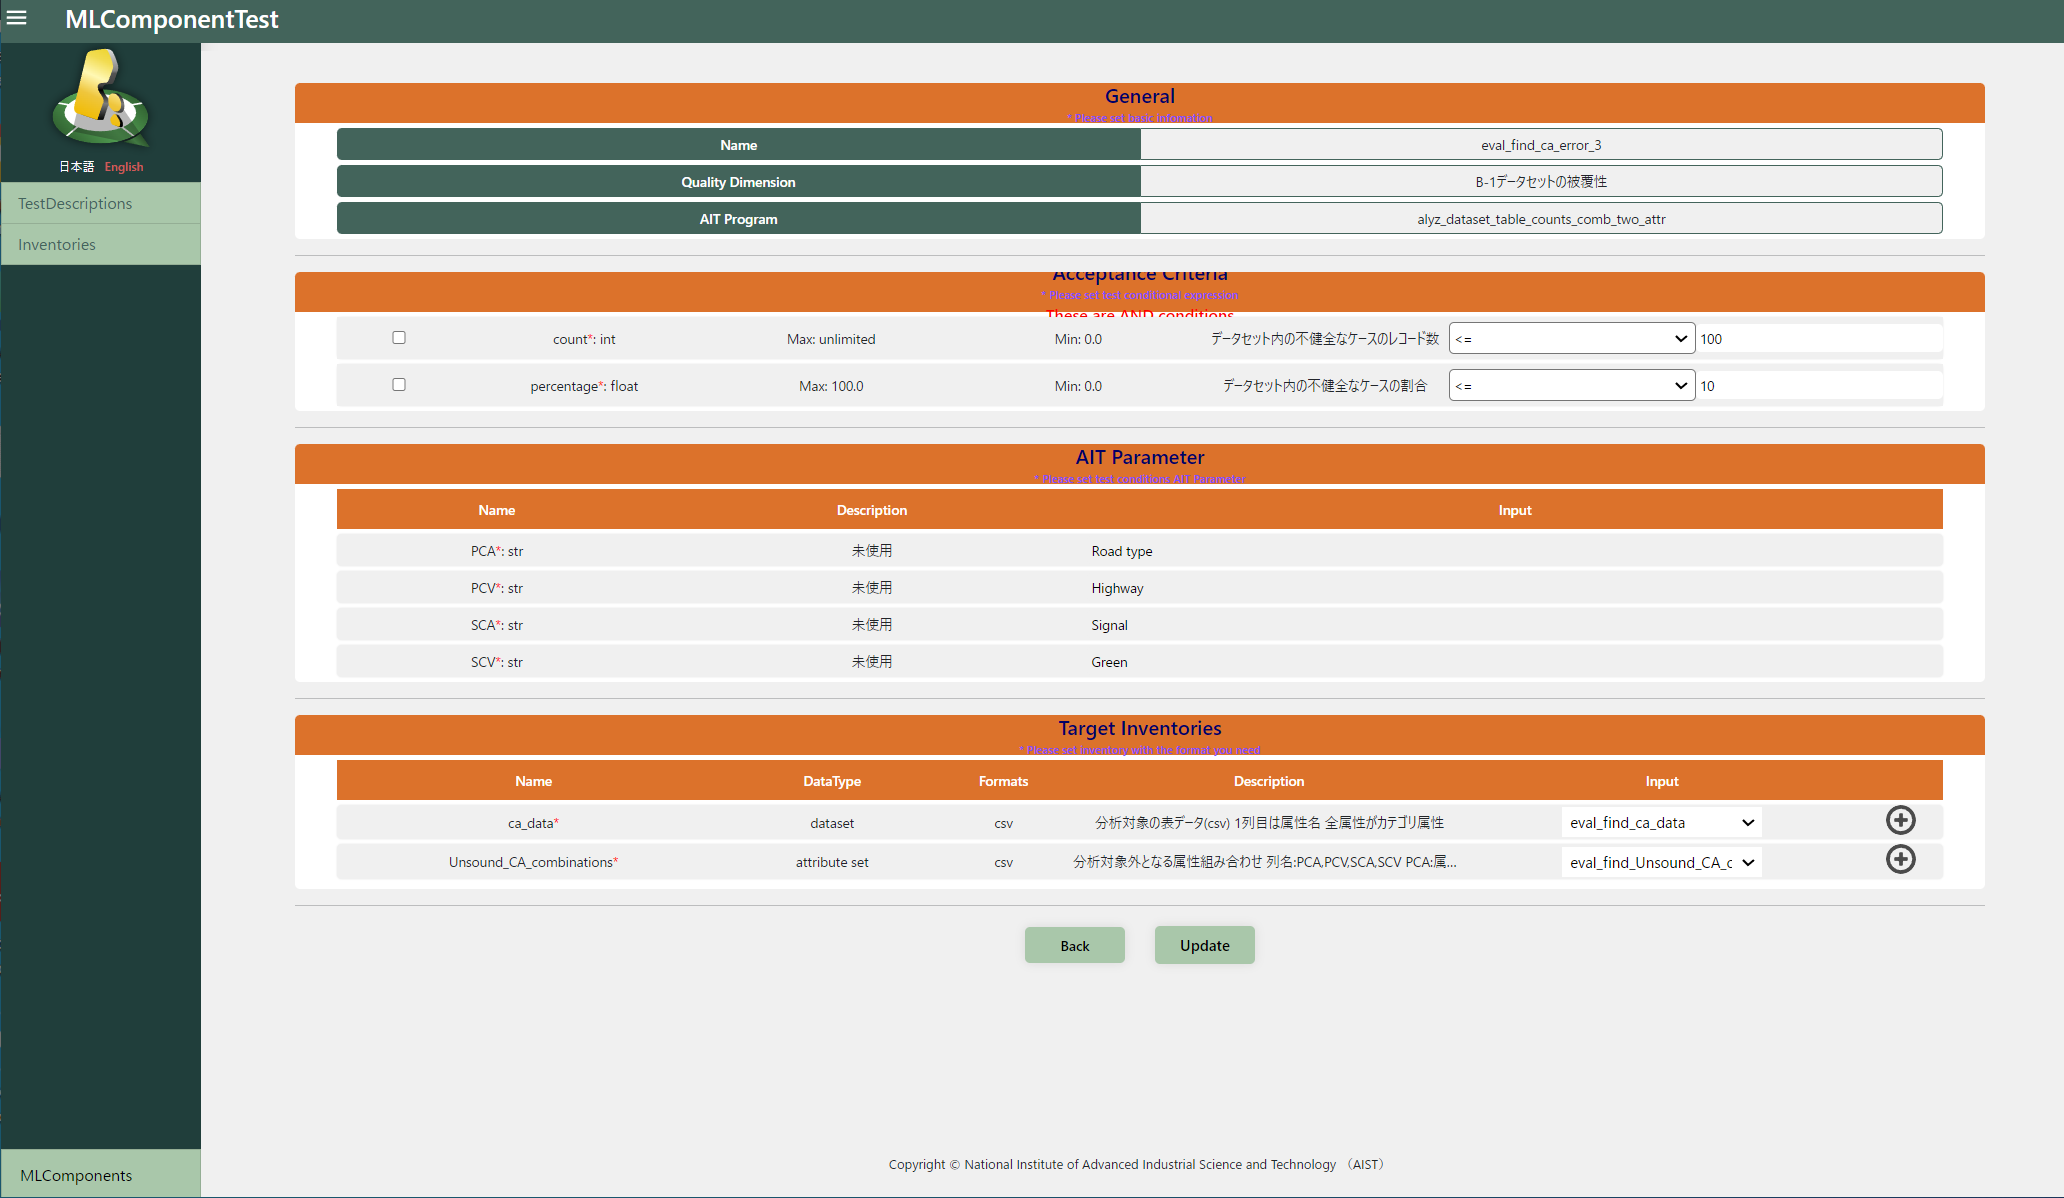 MLComponentTest
日本語 English
TestDescriptions
Inventories
MLComponents
General
* Please set basic infomation
Name eval_find_ca_error_3
Quality Dimension B-1データセットの被覆性
AIT Program alyz_dataset_table_counts_comb_two_attr
Acceptance Criteria
* Please set test conditional expression
These are AND conditions
count*: int Max: unlimited Min: 0.0 データセット内の不健全なケースのレコード数 <= 100
percentage*: float Max: 100.0 Min: 0.0 データセット内の不健全なケースの割合 <= 10
AIT Parameter
* Please set test conditions AIT Parameter
Name Description Input
PCA*: str 未使用 Road type
PCV*: str 未使用 Highway
SCA*: str 未使用 Signal
SCV*: str 未使用 Green
Target Inventories
* Please set inventory with the format you need
Name DataType Formats Description Input
ca_data* dataset csv 分析対象の表データ(csv) 1列目は属性名 全属性がカテゴリ属性 eval_find_ca_data
Unsound_CA_combinations* attribute set csv 分析対象外となる属性組み合わせ 列名:PCA,PCV,SCA,SCV PCA:属... eval_find_Unsound_CA_c
Back Update
Copyright © National Institute of Advanced Industrial Science and Technology （AIST）